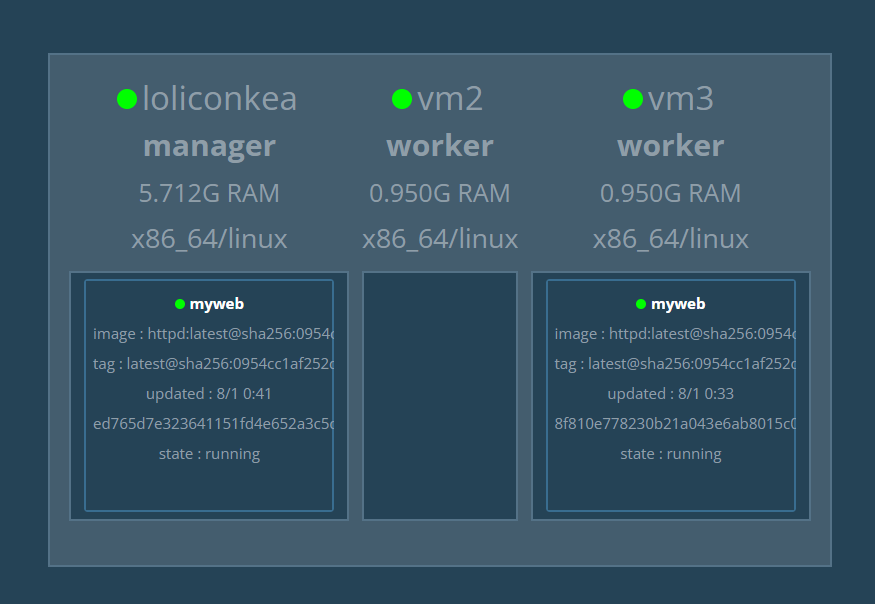 loliconkea
manager
5.712G RAM
x86_64/linux
myweb
image : httpd:latest@sha256:0954c
tag : latest@sha256:0954cc1af252c
updated : 8/1 0:41
ed765d7e323641151fd4e652a3c5c
state : running
vm2
worker
0.950G RAM
x86_64/linux
vm3
worker
0.950G RAM
x86_64/linux
myweb
image : httpd:latest@sha256:0954c
tag : latest@sha256:0954cc1af252c
updated : 8/1 0:33
8f810e778230b21a043e6ab8015c0
state : running